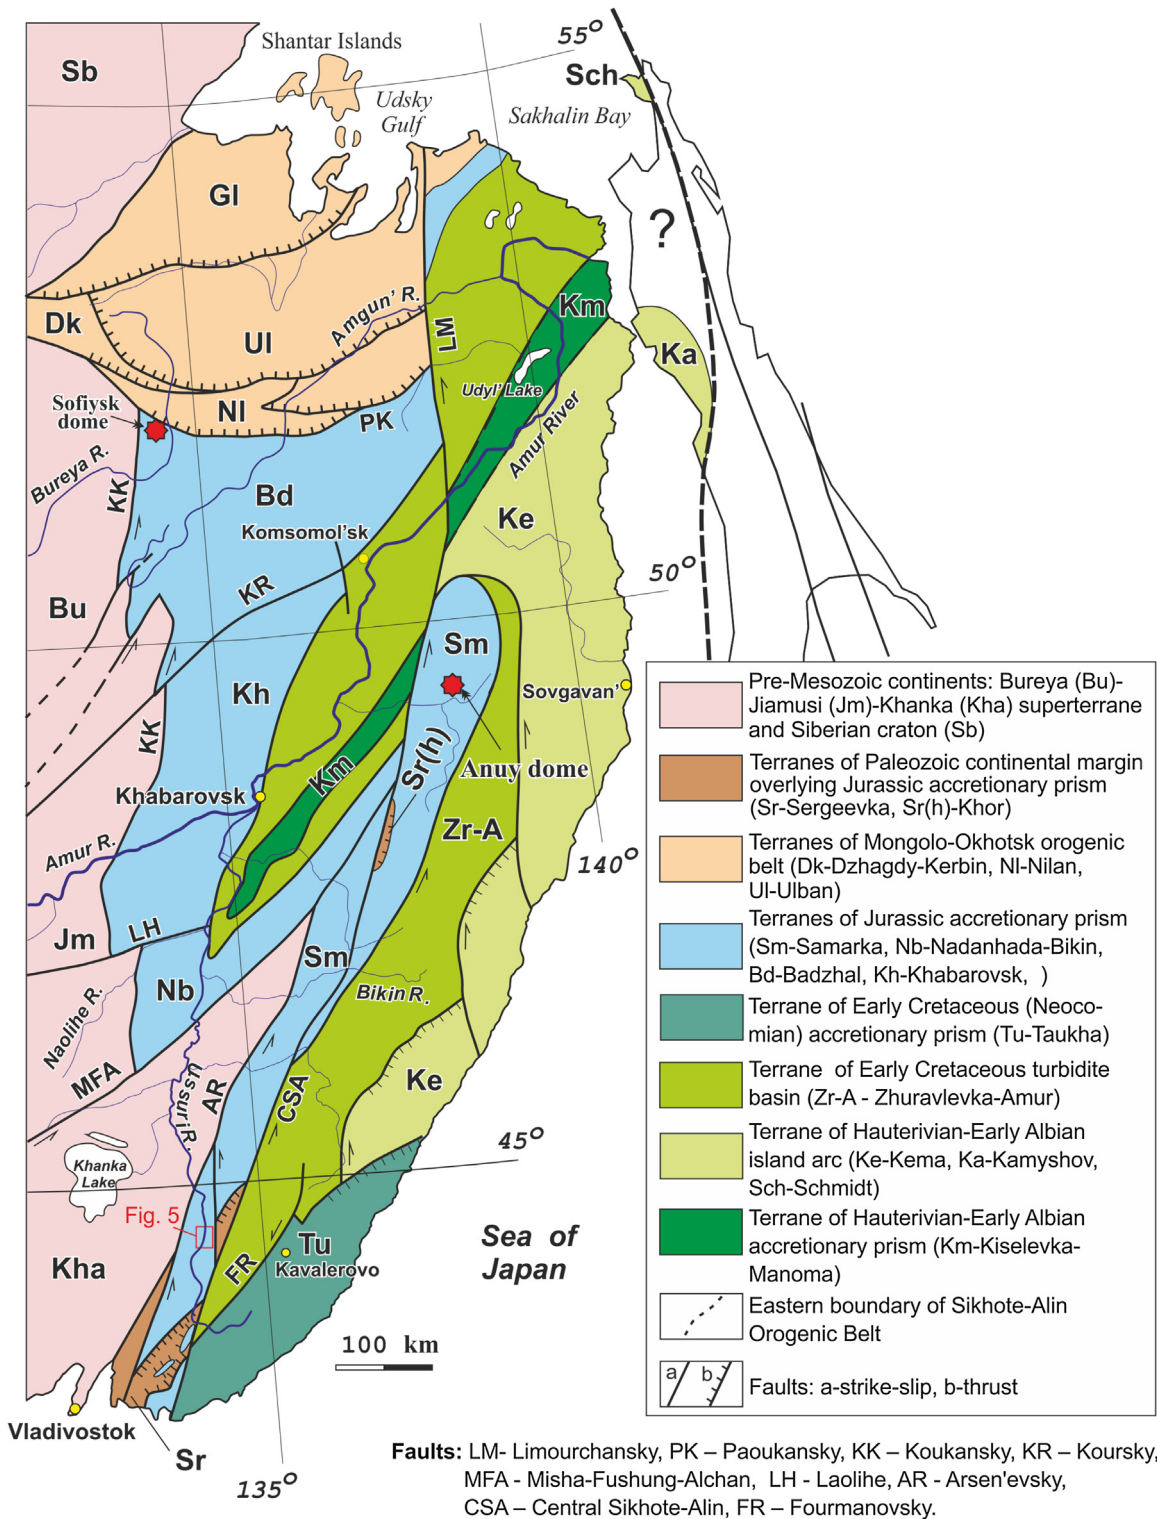 Shantar Islands
55°
Sb
Sch
Udsky
Gulf
Sakhalin Bay
Gl
?
Amgun' R.
Km
Dk
LM
Ul
Ka
Udyl' Lake
Sofiysk
dome
Nl
PK
Amur River
Bureya R.
KK
Bd
Ke
Komsomol'sk
50°
KR
Bu
Sm
Kh
Sovgavan'
KK
Sr(h)
Km
Anuy dome
Khabarovsk
Zr-A
Amur R.
140°
Jm
LH
Sm
Nb
Bikin R.
Naolihe R.
MFA
Ussuri R.
AR
CSA
Ke
45°
Khanka
Lake
Fig. 5
Kha
FR
Tu
Kavalerovo
Sea of
Japan
100 km
Vladivostok
Sr
135°
Pre-Mesozoic continents: Bureya (Bu)-
Jiamusi (Jm)-Khanka (Kha) superterrane
and Siberian craton (Sb)
Terranes of Paleozoic continental margin
overlying Jurassic accretionary prism
(Sr-Sergeevka, Sr(h)-Khor)
Terranes of Mongolo-Okhotsk orogenic
belt (Dk-Dzhagdy-Kerbin, Nl-Nilan,
Ul-Ulban)
Terranes of Jurassic accretionary prism
(Sm-Samarka, Nb-Nadanhada-Bikin,
Bd-Badzhal, Kh-Khabarovsk, )
Terrane of Early Cretaceous (Neoco-
mian) accretionary prism (Tu-Taukha)
Terrane of Early Cretaceous turbidite
basin (Zr-A - Zhuravlevka-Amur)
Terrane of Hauterivian-Early Albian
island arc (Ke-Kema, Ka-Kamyshov,
Sch-Schmidt)
Terrane of Hauterivian-Early Albian
accretionary prism (Km-Kiselevka-
Manoma)
Eastern boundary of Sikhote-Alin
Orogenic Belt
a b
Faults: a-strike-slip, b-thrust
Faults: LM- Limourchansky, PK – Paoukansky, KK – Koukansky, KR – Koursky,
MFA - Misha-Fushung-Alchan, LH - Laolihe, AR - Arsen'evsky,
CSA – Central Sikhote-Alin, FR – Fourmanovsky.